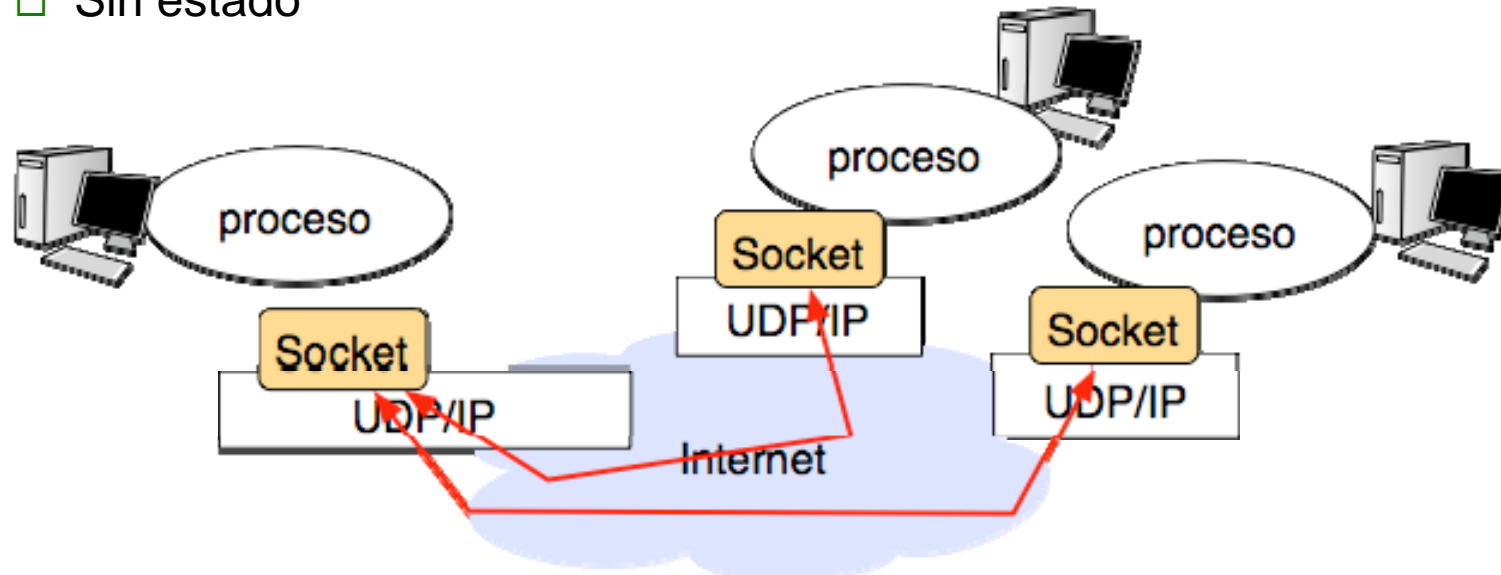 Sin estado
proceso
proceso
proceso
Socket
UDP/IP
Socket
UDP/IP
Socket
UDP/IP
Internet